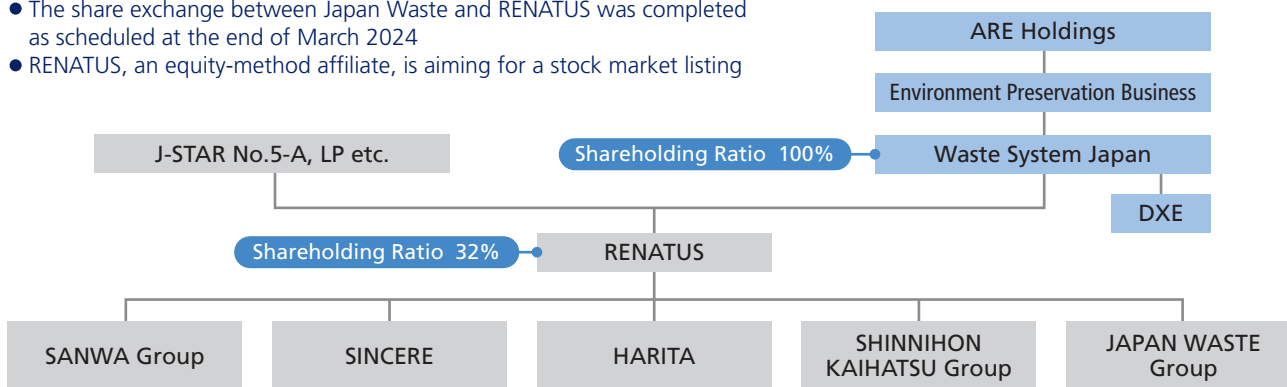 ● The share exchange between Japan Waste and RENATUS was completed
as scheduled at the end of March 2024
● RENATUS, an equity-method affiliate, is aiming for a stock market listing
ARE Holdings
Environment Preservation Business
J-STAR No.5-A, LP etc.
Shareholding Ratio 100%
Waste System Japan
DXE
Shareholding Ratio 32%
RENATUS
SANWA Group
SINCERE
HARITA
SHINNIHON
KAIHATSU Group
JAPAN WASTE
Group